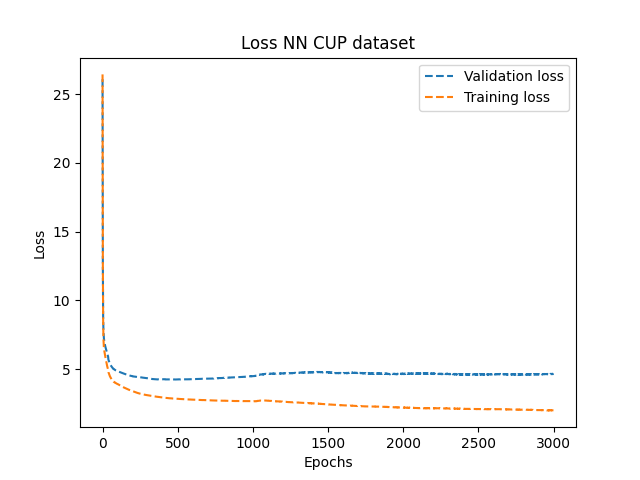 Loss NN CUP dataset
Validation loss
Training loss
25
20
15
10
5
Loss
0 500 1000 1500 2000 2500 3000
Epochs